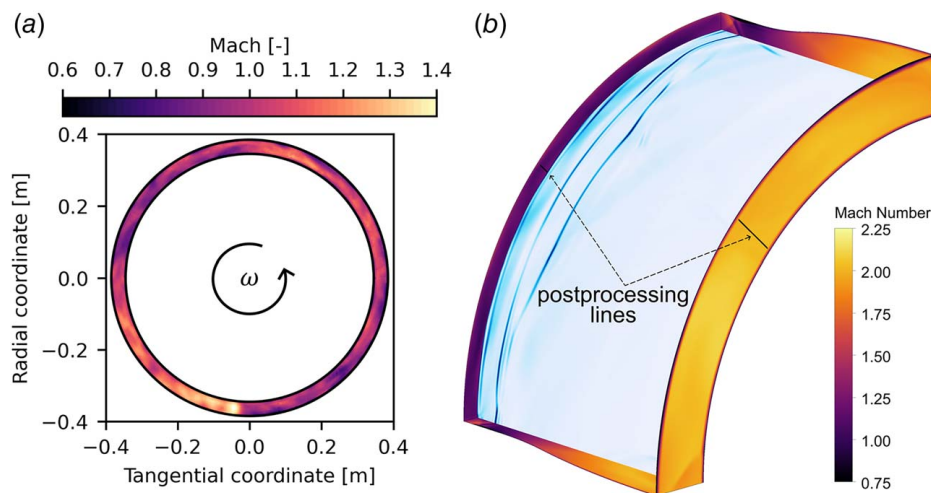 (a)
Mach [-]
0.6 0.7 0.8 0.9 1.0 1.1 1.2 1.3 1.4
Radial coordinate [m]
0.4
0.2
0.0
−0.2
−0.4
ω
−0.4 −0.2 0.0 0.2 0.4
Tangential coordinate [m]
(b)
postprocessing
lines
Mach Number
2.25
2.00
1.75
1.50
1.25
1.00
0.75